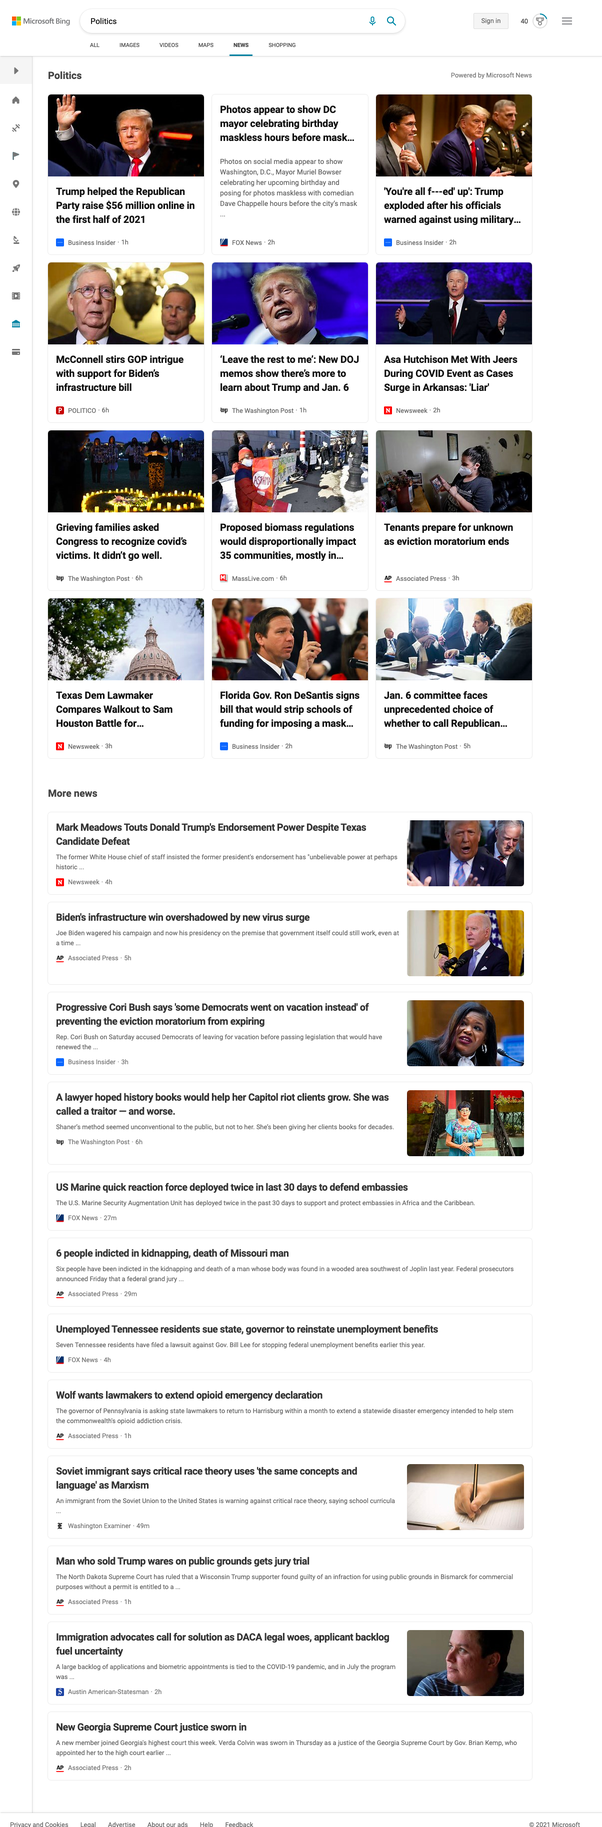 Microsoft Bing
Politics
Sign in
40
ALL IMAGES VIDEOS MAPS NEWS SHOPPING
Politics
Powered by Microsoft News
Trump helped the Republican
Party raise $56 million online in
the first half of 2021
Business Insider · 1h
Photos appear to show DC
mayor celebrating birthday
maskless hours before mask...
Photos on social media appear to show
Washington, D.C., Mayor Muriel Bowser
celebrating her upcoming birthday and
posing for photos maskless with comedian
Dave Chappelle hours before the city's mask
...
FOX News · 2h
'You're all f---ed' up': Trump
exploded after his officials
warned against using military...
Business Insider · 2h
McConnell stirs GOP intrigue
with support for Biden's
infrastructure bill
POLITICO · 6h
'Leave the rest to me': New DOJ
memos show there's more to
learn about Trump and Jan. 6
The Washington Post · 1h
Asa Hutchison Met With Jeers
During COVID Event as Cases
Surge in Arkansas: 'Liar'
Newsweek · 2h
Grieving families asked
Congress to recognize covid's
victims. It didn't go well.
The Washington Post · 6h
ASTHMA
Proposed biomass regulations
would disproportionally impact
35 communities, mostly in...
MassLive.com · 6h
Tenants prepare for unknown
as eviction moratorium ends
AP Associated Press · 3h
Texas Dem Lawmaker
Compares Walkout to Sam
Houston Battle for...
Newsweek · 3h
Florida Gov. Ron DeSantis signs
bill that would strip schools of
funding for imposing a mask...
Business Insider · 2h
Jan. 6 committee faces
unprecedented choice of
whether to call Republican...
The Washington Post · 5h
More news
Mark Meadows Touts Donald Trump's Endorsement Power Despite Texas
Candidate Defeat
The former White House chief of staff insisted the former president's endorsement has "unbelievable power at perhaps
historic ...
Newsweek · 4h
Biden's infrastructure win overshadowed by new virus surge
Joe Biden wagered his campaign and now his presidency on the premise that government itself could still work, even at
a time ...
AP Associated Press · 5h
Progressive Cori Bush says 'some Democrats went on vacation instead' of
preventing the eviction moratorium from expiring
Rep. Cori Bush on Saturday accused Democrats of leaving for vacation before passing legislation that would have
renewed the ...
Business Insider · 3h
A lawyer hoped history books would help her Capitol riot clients grow. She was
called a traitor — and worse.
Shaner's method seemed unconventional to the public, but not to her. She's been giving her clients books for decades.
The Washington Post · 6h
US Marine quick reaction force deployed twice in last 30 days to defend embassies
The U.S. Marine Security Augmentation Unit has deployed twice in the past 30 days to support and protect embassies in Africa and the Caribbean.
FOX News · 27m
6 people indicted in kidnapping, death of Missouri man
Six people have been indicted in the kidnapping and death of a man whose body was found in a wooded area southwest of Joplin last year. Federal prosecutors
announced Friday that a federal grand jury ...
AP Associated Press · 29m
Unemployed Tennessee residents sue state, governor to reinstate unemployment benefits
Seven Tennessee residents have filed a lawsuit against Gov. Bill Lee for stopping federal unemployment benefits earlier this year.
FOX News · 4h
Wolf wants lawmakers to extend opioid emergency declaration
The governor of Pennsylvania is asking state lawmakers to return to Harrisburg within a month to extend a statewide disaster emergency intended to help stem
the commonwealth's opioid addiction crisis.
AP Associated Press · 1h
Soviet immigrant says critical race theory uses 'the same concepts and
language' as Marxism
An immigrant from the Soviet Union to the United States is warning against critical race theory, saying school curricula
...
Washington Examiner · 49m
Man who sold Trump wares on public grounds gets jury trial
The North Dakota Supreme Court has ruled that a Wisconsin Trump supporter found guilty of an infraction for using public grounds in Bismarck for commercial
purposes without a permit is entitled to a ...
AP Associated Press · 1h
Immigration advocates call for solution as DACA legal woes, applicant backlog
fuel uncertainty
A large backlog of applications and biometric appointments is tied to the COVID-19 pandemic, and in July the program
was ...
Austin American-Statesman · 2h
New Georgia Supreme Court justice sworn in
A new member joined Georgia's highest court this week. Verda Colvin was sworn in Thursday as a justice of the Georgia Supreme Court by Gov. Brian Kemp, who
appointed her to the high court earlier ...
AP Associated Press · 2h
Privacy and Cookies Legal Advertise About our ads Help Feedback
© 2021 Microsoft